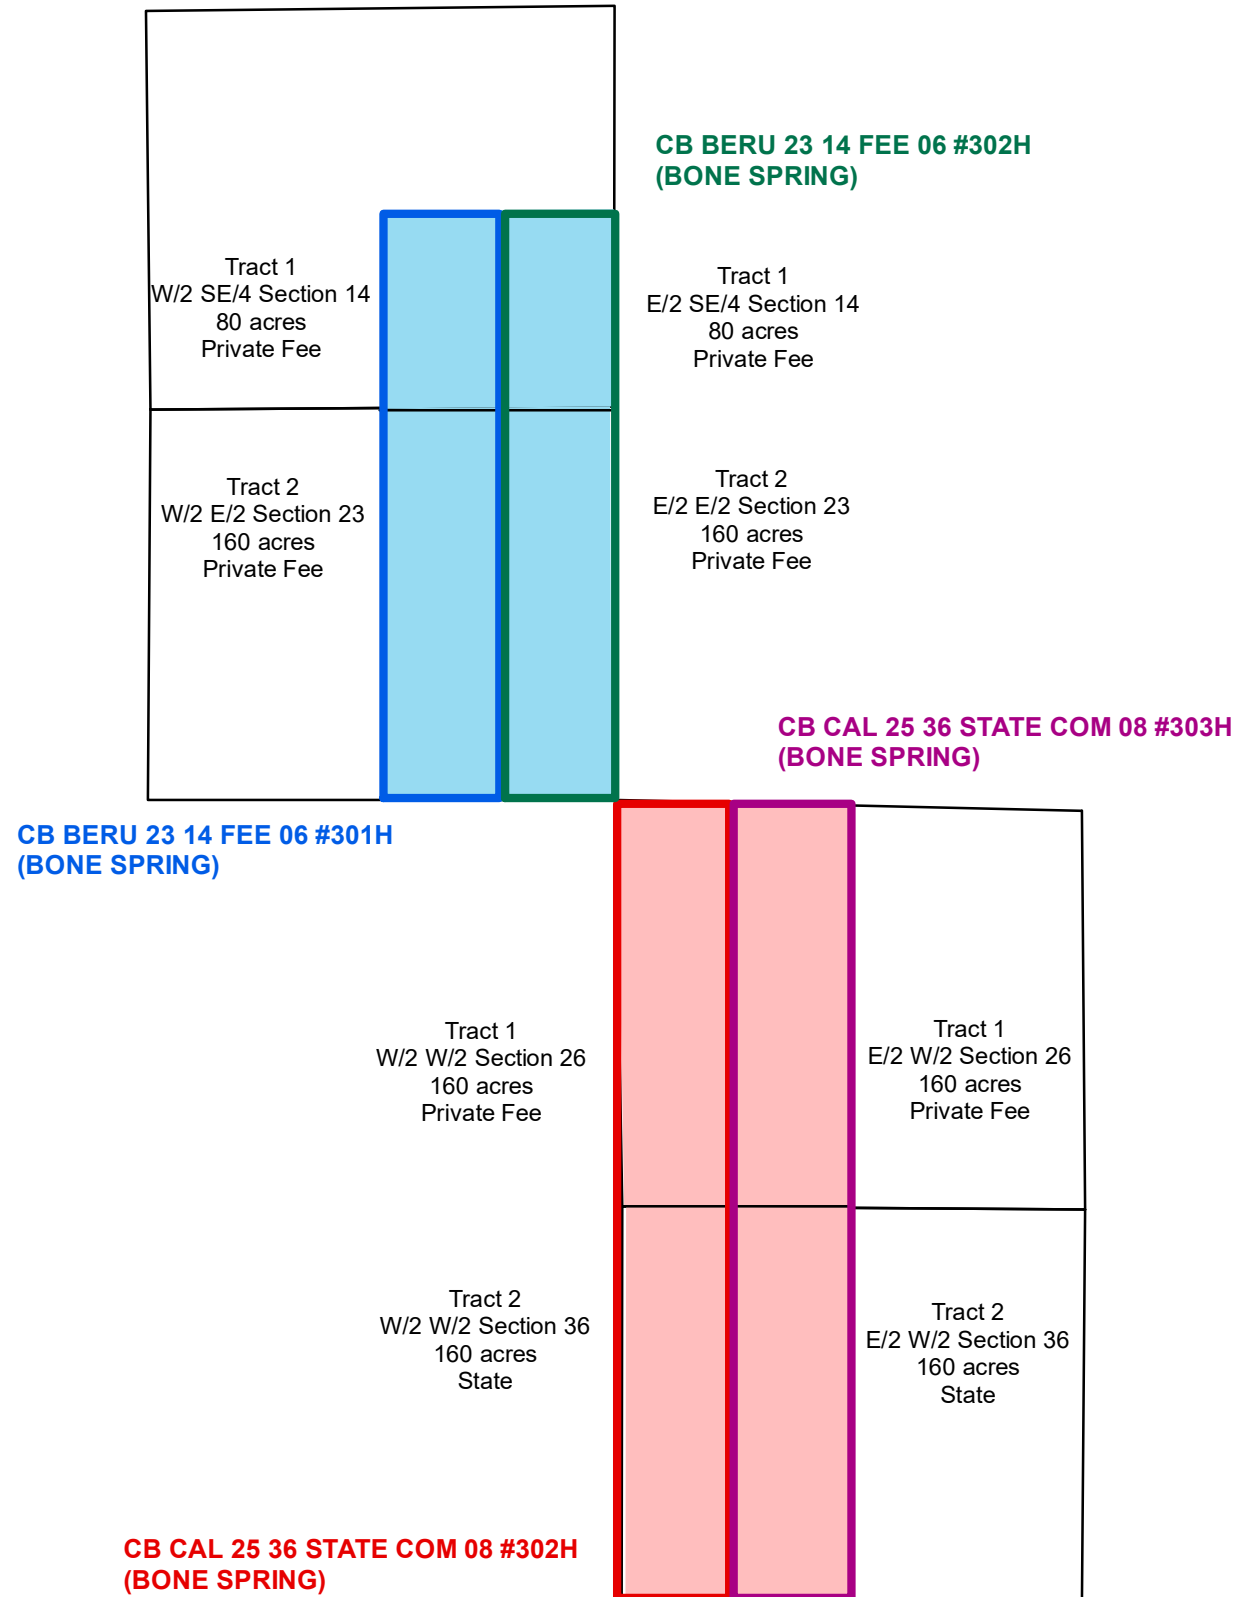 CB BERU 23 14 FEE 06 #302H
(BONE SPRING)
Tract 1
W/2 SE/4 Section 14
80 acres
Private Fee
Tract 1
E/2 SE/4 Section 14
80 acres
Private Fee
Tract 2
W/2 E/2 Section 23
160 acres
Private Fee
Tract 2
E/2 E/2 Section 23
160 acres
Private Fee
CB CAL 25 36 STATE COM 08 #303H
(BONE SPRING)
CB BERU 23 14 FEE 06 #301H
(BONE SPRING)
Tract 1
W/2 W/2 Section 26
160 acres
Private Fee
Tract 1
E/2 W/2 Section 26
160 acres
Private Fee
Tract 2
W/2 W/2 Section 36
160 acres
State
Tract 2
E/2 W/2 Section 36
160 acres
State
CB CAL 25 36 STATE COM 08 #302H
(BONE SPRING)